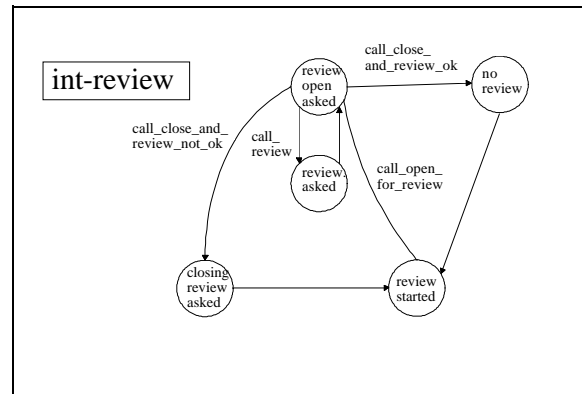 int-review
review
open
asked
call_close_
and_review_ok
no
review
call_close_and_
review_not_ok
call_
review
review.
asked
call_open_
for_review
closing
review
asked
review
started